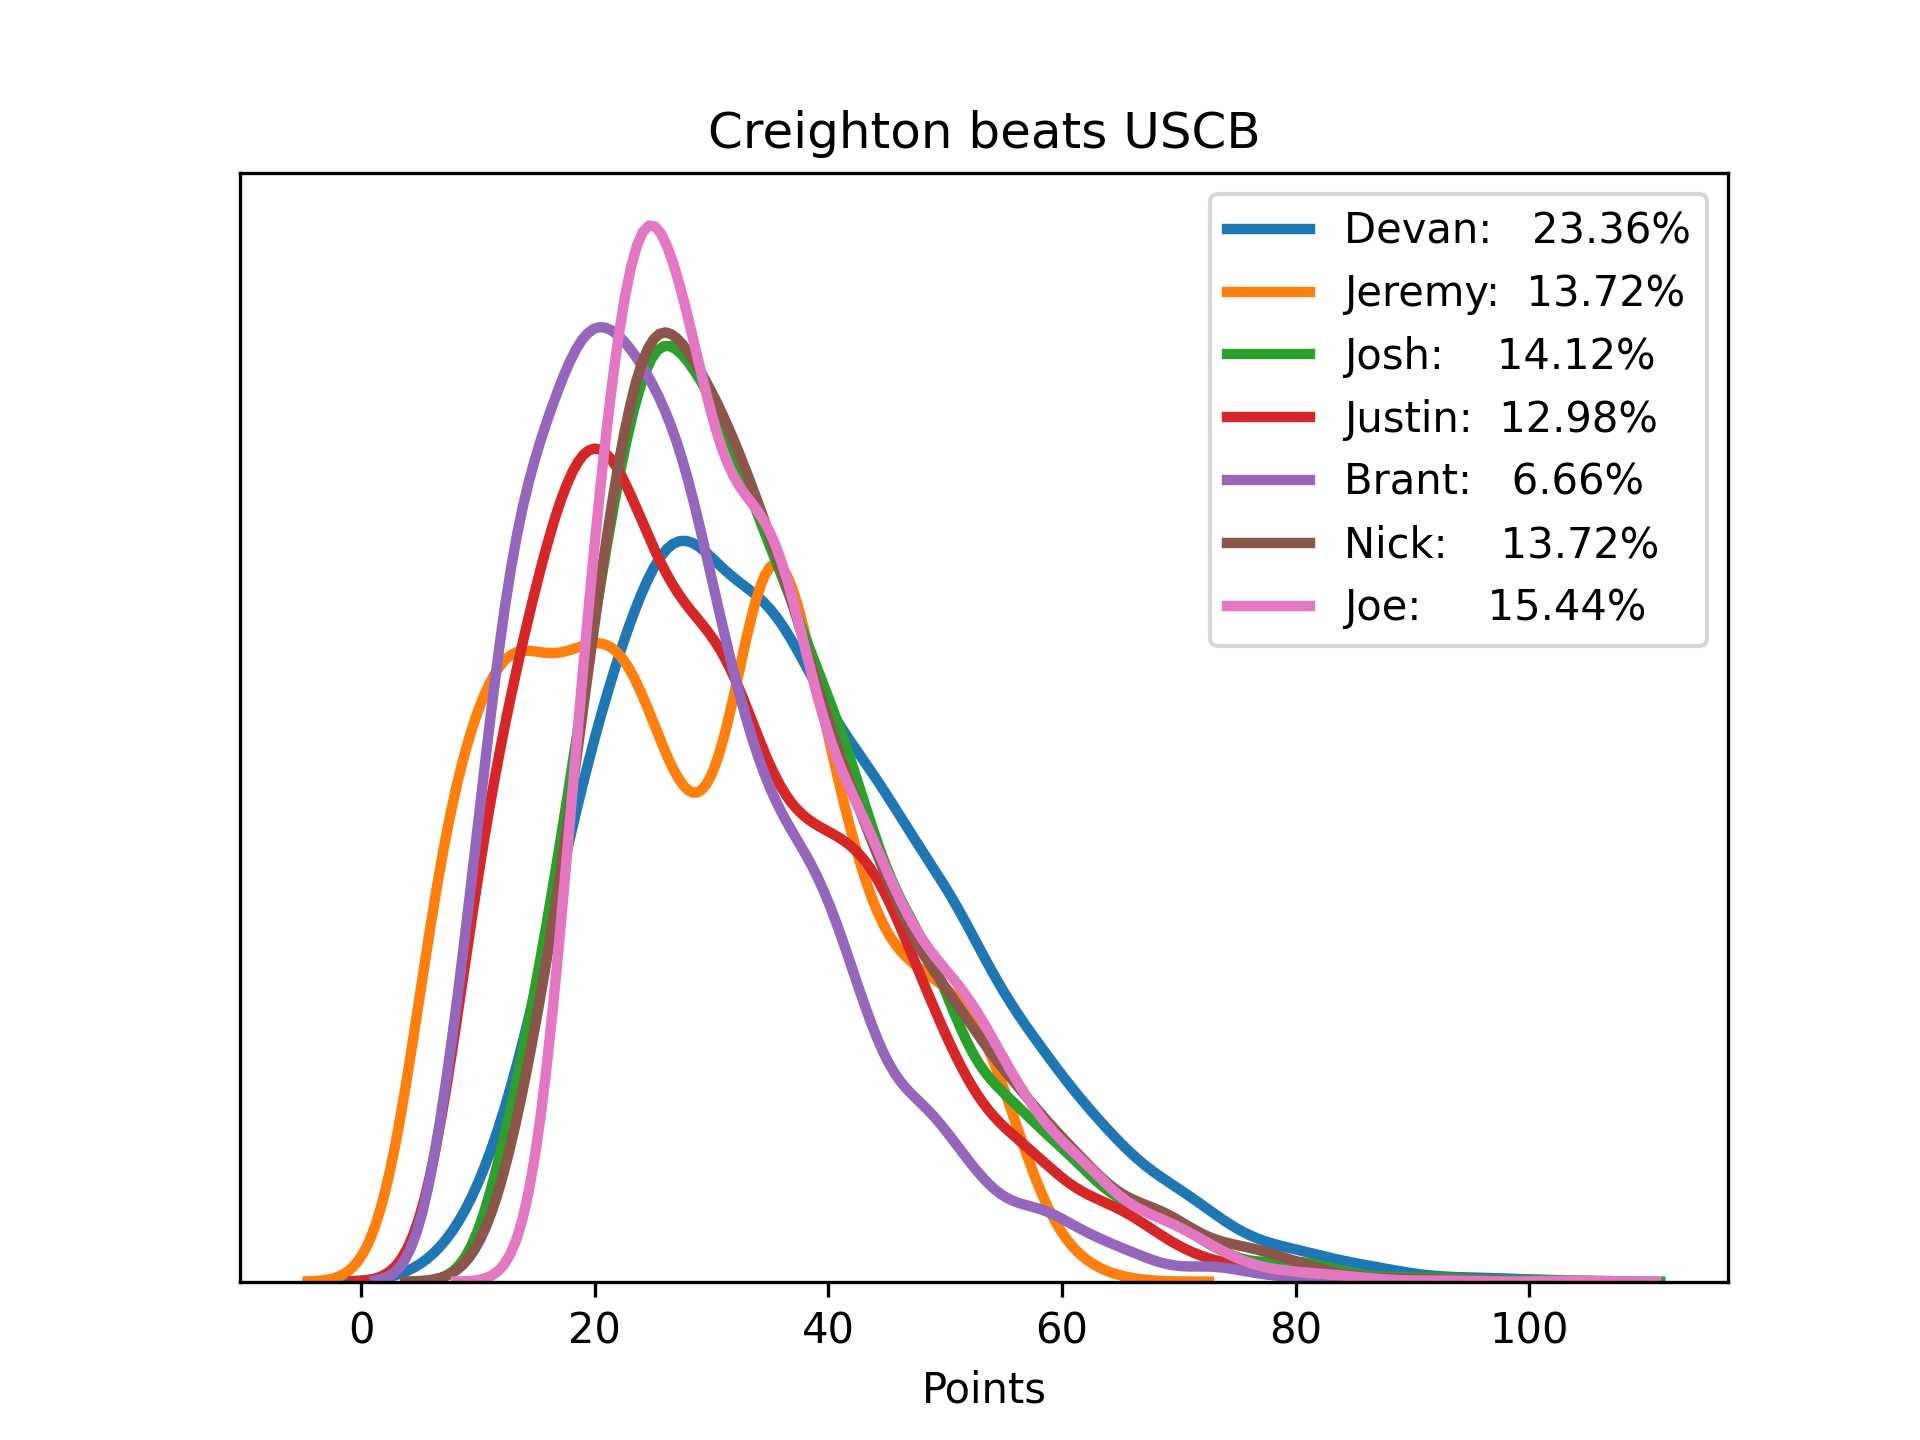 Creighton beats USCB
Devan: 23.36%
Jeremy: 13.72%
Josh: 14.12%
Justin: 12.98%
Brant: 6.66%
Nick: 13.72%
Joe: 15.44%
0 20 40 60 80 100
Points